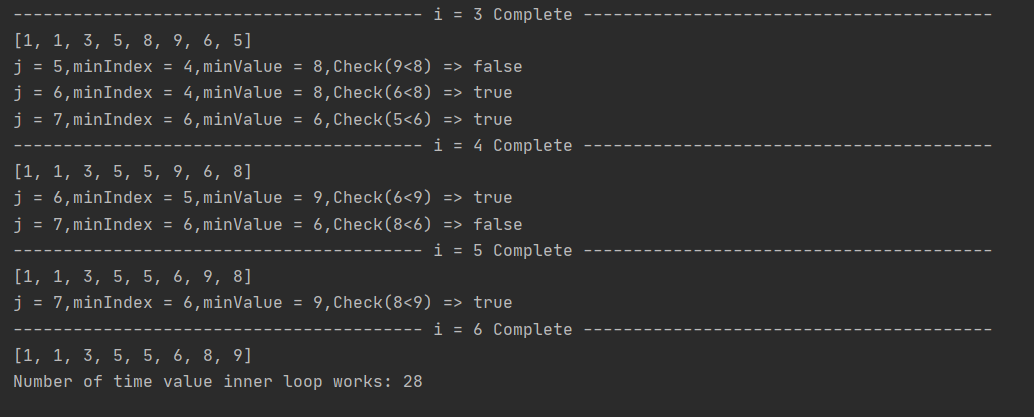 ----------------------------------------- i = 3 Complete -----------------------------------------
[1, 1, 3, 5, 8, 9, 6, 5]
j = 5,minIndex = 4,minValue = 8,Check(9<8) => false
j = 6,minIndex = 4,minValue = 8,Check(6<8) => true
j = 7,minIndex = 6,minValue = 6,Check(5<6) => true
----------------------------------------- i = 4 Complete -----------------------------------------
[1, 1, 3, 5, 5, 9, 6, 8]
j = 6,minIndex = 5,minValue = 9,Check(6<9) => true
j = 7,minIndex = 6,minValue = 6,Check(8<6) => false
----------------------------------------- i = 5 Complete -----------------------------------------
[1, 1, 3, 5, 5, 6, 9, 8]
j = 7,minIndex = 6,minValue = 9,Check(8<9) => true
----------------------------------------- i = 6 Complete -----------------------------------------
[1, 1, 3, 5, 5, 6, 8, 9]
Number of time value inner loop works: 28